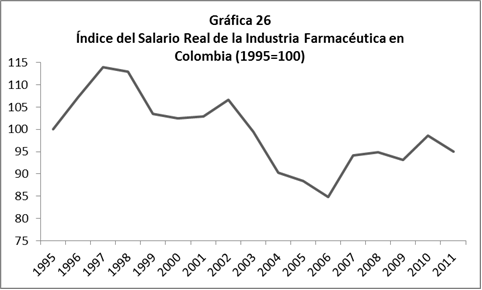 Gráfica 26
Índice del Salario Real de la Industria Farmacéutica en
Colombia (1995=100)
115
110
105
100
95
90
85
80
75
1995 1996 1997 1998 1999 2000 2001 2002 2003 2004 2005 2006 2007 2008 2009 2010 2011